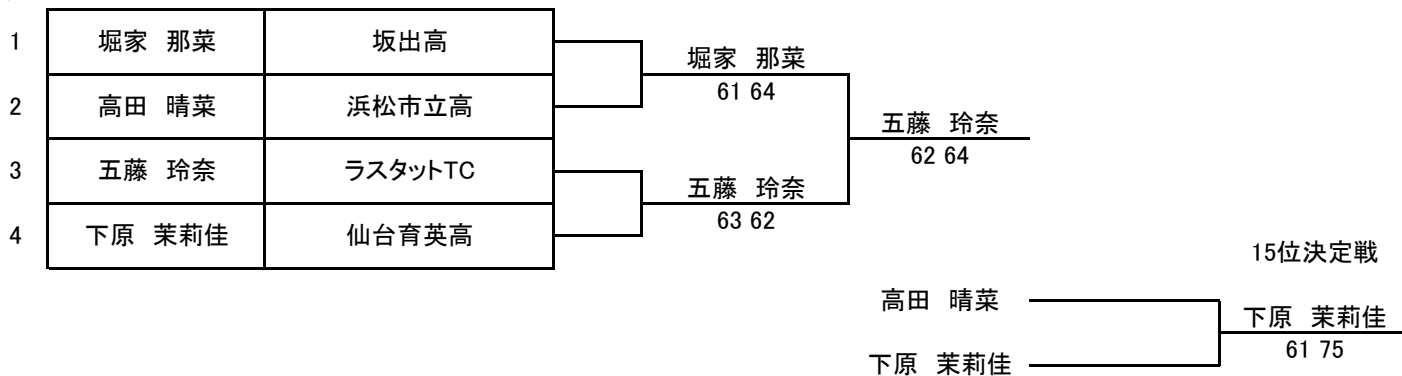 1 堀家　那菜 坂出高
堀家　那菜
61 64
2 高田　晴菜 浜松市立高
五藤　玲奈
62 64
3 五藤　玲奈 ラスタットTC
五藤　玲奈
63 62
4 下原　茉莉佳 仙台育英高
15位決定戦
高田　晴菜
下原　茉莉佳
61 75
下原　茉莉佳